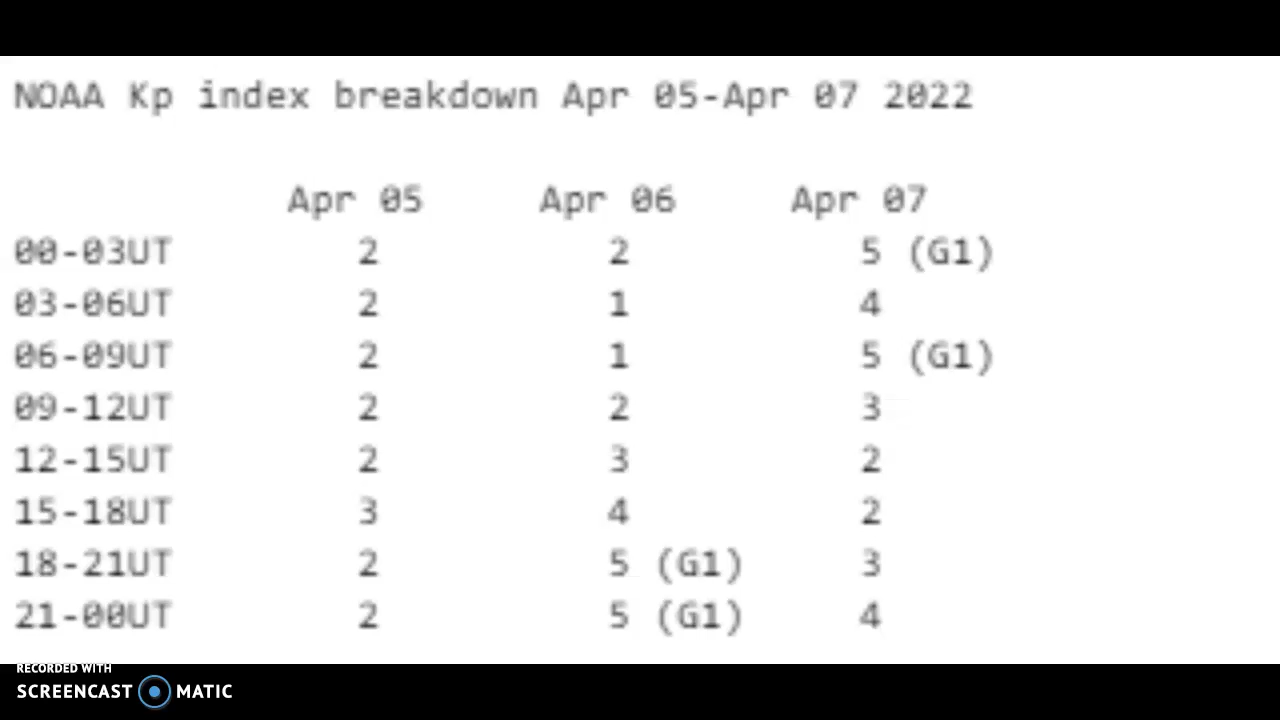 NOAA Kp index breakdown Apr 05-Apr 07 2022
Apr 05 Apr 06 Apr 07
00-03UT 2 2 5 (G1)
03-06UT 2 1 4
06-09UT 2 1 5 (G1)
09-12UT 2 2 3
12-15UT 2 3 2
15-18UT 3 4 2
18-21UT 2 5 (G1) 3
21-00UT 2 5 (G1) 4
RECORDED WITH
SCREENCAST MATIC